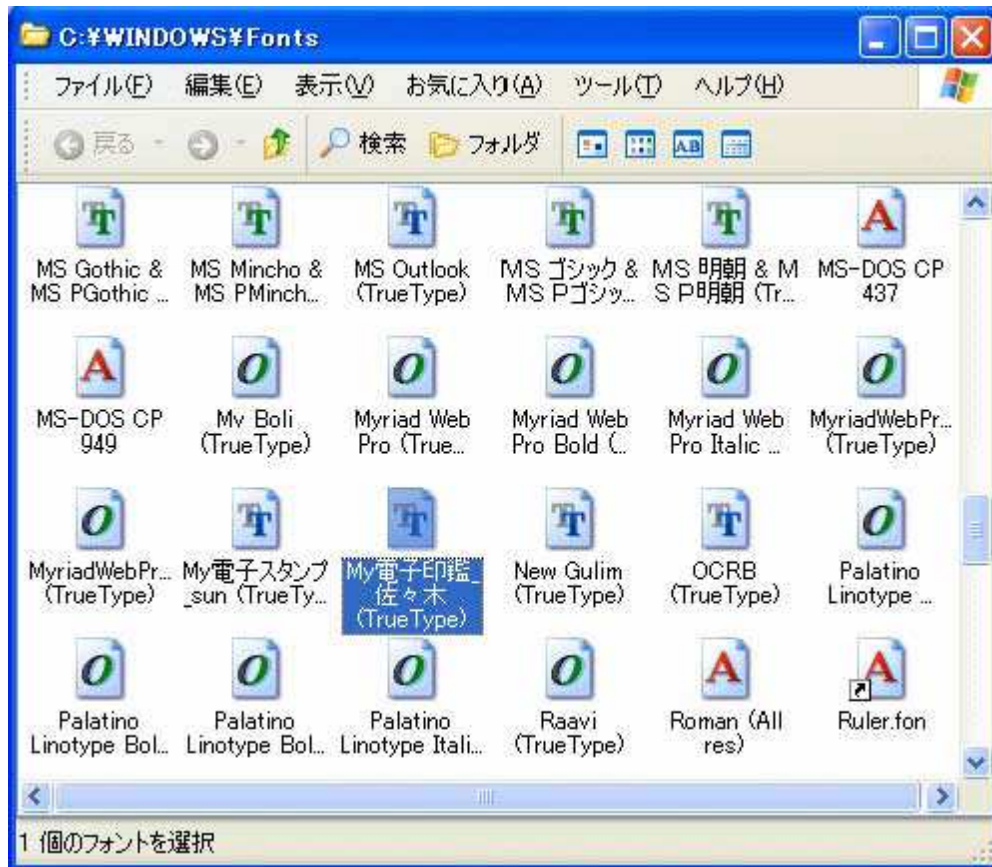 C:¥WINDOWS¥Fonts
ファイル(F) 編集(E) 表示(V) お気に入り(A) ツール(T) ヘルプ(H)
戻る 検索 フォルダ
MS Gothic & MS Mincho & MS Outlook MS ゴシック & MS 明朝 & M MS-DOS CP
MS PGothic ... MS PMinch... (TrueType) MS Pゴシッ... S P明朝 (Tr... 437
MS-DOS CP My Boli Myriad Web Myriad Web Myriad Web MyriadWebPr...
949 (TrueType) Pro (True... Pro Bold (... Pro Italic ... (TrueType)
MyriadWebPr... My電子スタンプ My電子印鑑_ New Gulim OCRB Palatino
(TrueType) _sun (TrueTy... 佐々木 (TrueType) (TrueType) Linotype ...
(TrueType)
Palatino Palatino Palatino Raavi Roman (All Ruler.fon
Linotype Bol... Linotype Bol... Linotype Itali... (TrueType) res)
1 個のフォントを選択